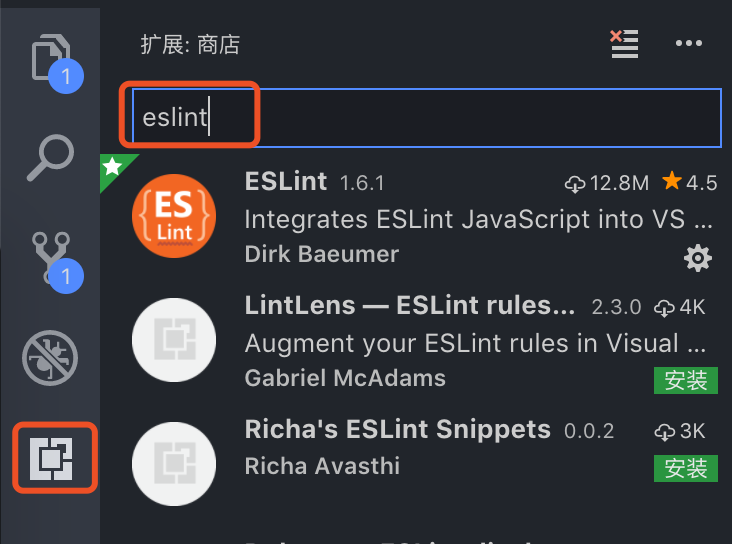 扩展: 商店
1
eslint
ES
Lint
ESLint 1.6.1 12.8M 4.5
Integrates ESLint JavaScript into VS ...
Dirk Baeumer
1
LintLens — ESLint rules... 2.3.0 4K
Augment your ESLint rules in Visual ...
Gabriel McAdams 安装
Richa's ESLint Snippets 0.0.2 3K
Richa Avasthi 安装